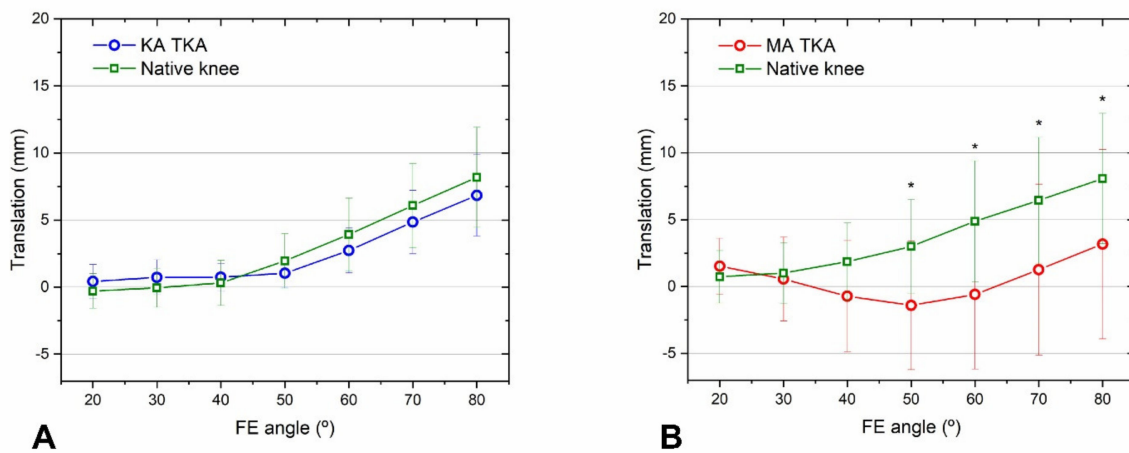 20
KA TKA
Native knee
15
10
5
0
-5
Translation (mm)
20 30 40 50 60 70 80
FE angle (º)
A
20
MA TKA
Native knee
15
10
5
0
-5
Translation (mm)
* * * *
20 30 40 50 60 70 80
FE angle (º)
B